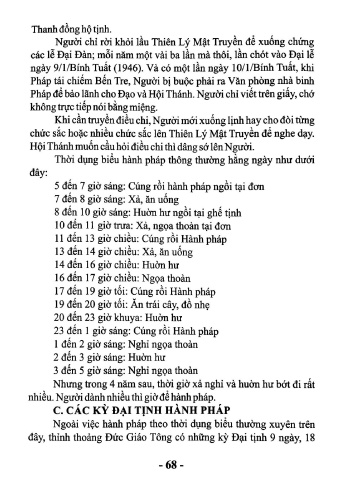 Thanh đồng hộ tịnh.
Người chỉ rời khỏi lầu Thiên Lý Mật Truyền để xuống chứng
các lễ Đại Đàn; mỗi năm một vài ba lần mà thôi, lần chót vào Đại lễ
ngày 9/1/Bính Tuất (1946). Và có một lần ngày 10/1/Bính Tuất, khi
Pháp tái chiếm Bến Tre, Người bị buộc phải ra Văn phòng nhà binh
Pháp để bảo lãnh cho Đạo và Hội Thánh. Người chỉ viết trên giấy, chớ
không trực tiếp nói bằng miệng.
Khi cần truyền điều chi, Người mới xuống lịnh hay cho đòi từng
chức sắc hoặc nhiều chức sắc lên Thiên Lý Mật Truyền để nghe dạy.
Hội Thánh muốn cầu hỏi điều chi thì dâng sớ lên Người.
Thời dụng biểu hành pháp thông thường hằng ngày như dưới
đây:
5 đến 7 giờ sáng: Cúng rồi hành pháp ngồi tại đơn
7 đến 8 giờ sáng: Xả, ăn uống
8 đến 10 giờ sáng: Huờn hư ngồi tại ghế tịnh
10 đến 11 giờ trưa: Xả, ngọa thoàn tại đơn
11 đến 13 giờ chiều: Cúng rồi Hành pháp
13 đến 14 giờ chiều: Xả, ăn uống
14 đến 16 giờ chiều: Huờn hư
16 đến 17 giờ chiều: Ngọa thoàn
17 đến 19 giờ tối: Cúng rồi Hành pháp
19 đến 20 giờ tối: Ăn trái cây, đồ nhẹ
20 đến 23 giờ khuya: Huờn hư
23 đến 1 giờ sáng: Cúng rồi Hành pháp
1 đến 2 giờ sáng: Nghỉ ngọa thoàn
2 đến 3 giờ sáng: Huờn hư
3 đến 5 giờ sáng: Nghỉ ngọa thoàn
Nhưng trong 4 năm sau, thời giờ xả nghỉ và huờn hư bớt đi rất
nhiều. Người dành nhiều thì giờ để hành pháp.
C. CÁC KỲ ĐẠI TỊNH HÀNH PHÁP
Ngoài việc hành pháp theo thời dụng biểu thường xuyên trên
đây, thỉnh thoảng Đức Giáo Tông có những kỳ Đại tịnh 9 ngày, 18
- 68 -